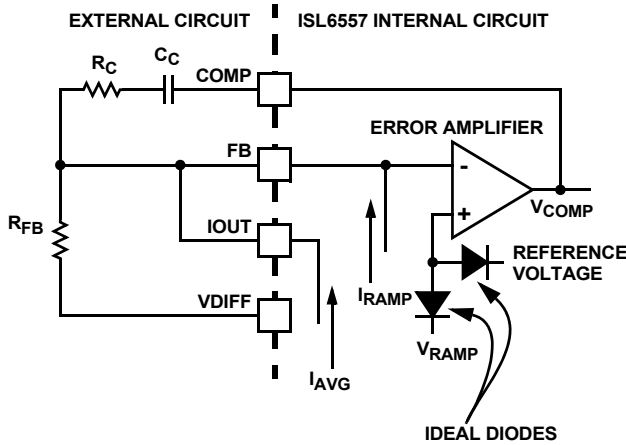 EXTERNAL CIRCUIT
ISL6557 INTERNAL CIRCUIT
RC
CC
COMP
ERROR AMPLIFIER
FB
-
+
VCOMP
RFB
IOUT
REFERENCE
VOLTAGE
IRAMP
VDIFF
VRAMP
IAVG
IDEAL DIODES